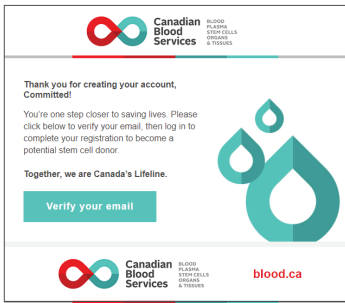 Canadian
Blood
Services
BLOOD
PLASMA
STEM CELLS
ORGANS
& TISSUES
Thank you for creating your account,
Committed!
You're one step closer to saving lives. Please
click below to verify your email, then log in to
complete your registration to become a
potential stem cell donor.
Together, we are Canada's Lifeline.
Verify your email
Canadian
Blood
Services
BLOOD
PLASMA
STEM CELLS
ORGANS
& TISSUES
blood.ca